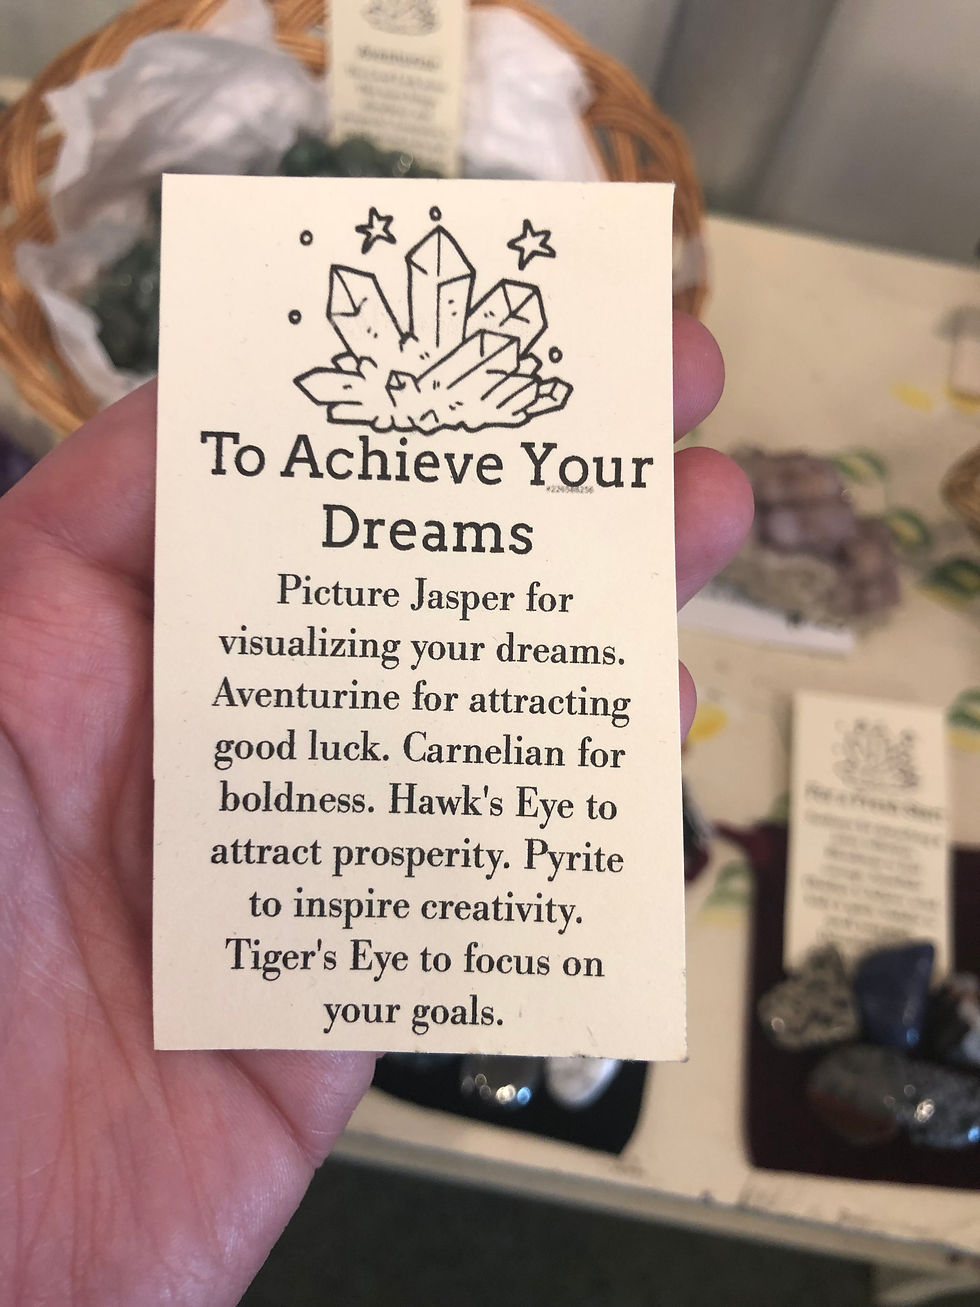 To Achieve Your
#226588256
Dreams
Picture Jasper for
visualizing your dreams.
Aventurine for attracting
good luck. Carnelian for
boldness. Hawk's Eye to
attract prosperity. Pyrite
to inspire creativity.
Tiger's Eye to focus on
your goals.